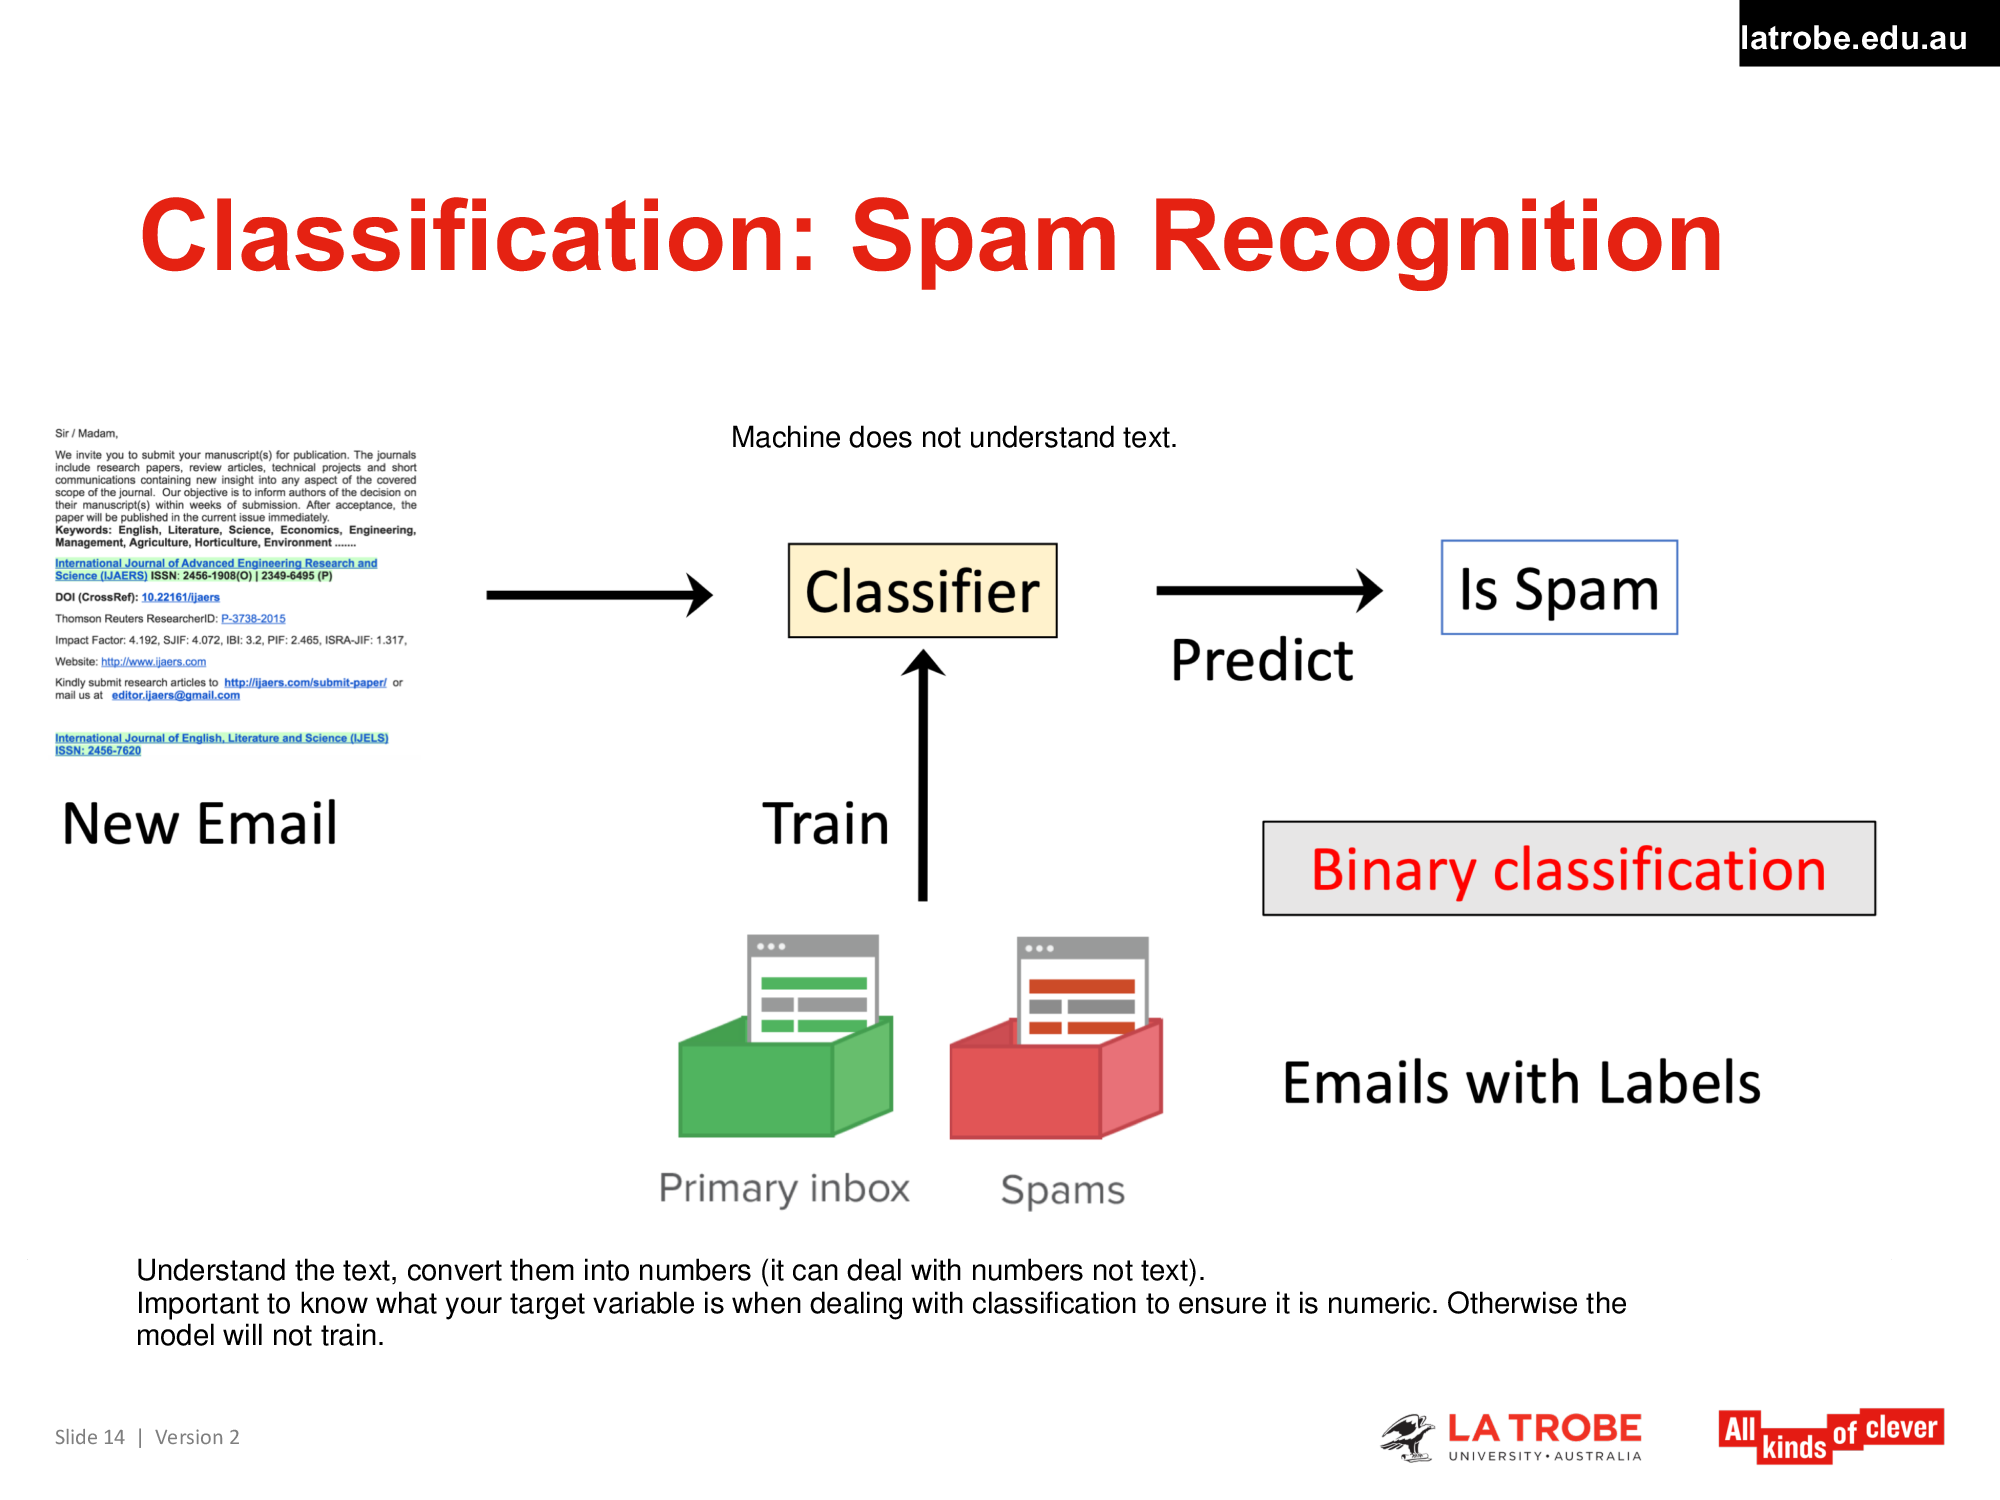 latrobe.edu.au
Classification: Spam Recognition
Sir / Madam,
We invite you to submit your manuscript(s) for publication. The journals
include research papers, review articles, technical projects and short
communications containing new insight into any aspect of the covered
scope of the journal. Our objective is to inform authors of the decision on
their manuscript(s) within weeks of submission. After acceptance, the
paper will be published in the current issue immediately.
Keywords: English, Literature, Science, Economics, Engineering,
Management, Agriculture, Horticulture, Environment .......
International Journal of Advanced Engineering Research and
Science (IJAERS) ISSN: 2456-1908(O) | 2349-6495 (P)
DOI (CrossRef): 10.22161/ijaers
Thomson Reuters ResearcherID: P-3738-2015
Impact Factor: 4.192, SJIF: 4.072, IBI: 3.2, PIF: 2.465, ISRA-JIF: 1.317,
Website: http://www.ijaers.com
Kindly submit research articles to http://ijaers.com/submit-paper/ or
mail us at editor.ijaers@gmail.com
International Journal of English, Literature and Science (IJELS)
ISSN: 2456-7620
New Email
Machine does not understand text.
Classifier
Predict
Is Spam
Train
Binary classification
Emails with Labels
Primary inbox
Spams
Understand the text, convert them into numbers (it can deal with numbers not text).
Important to know what your target variable is when dealing with classification to ensure it is numeric. Otherwise the
model will not train.
Slide 14 | Version 2
LA TROBE
UNIVERSITY • AUSTRALIA
All kinds of clever